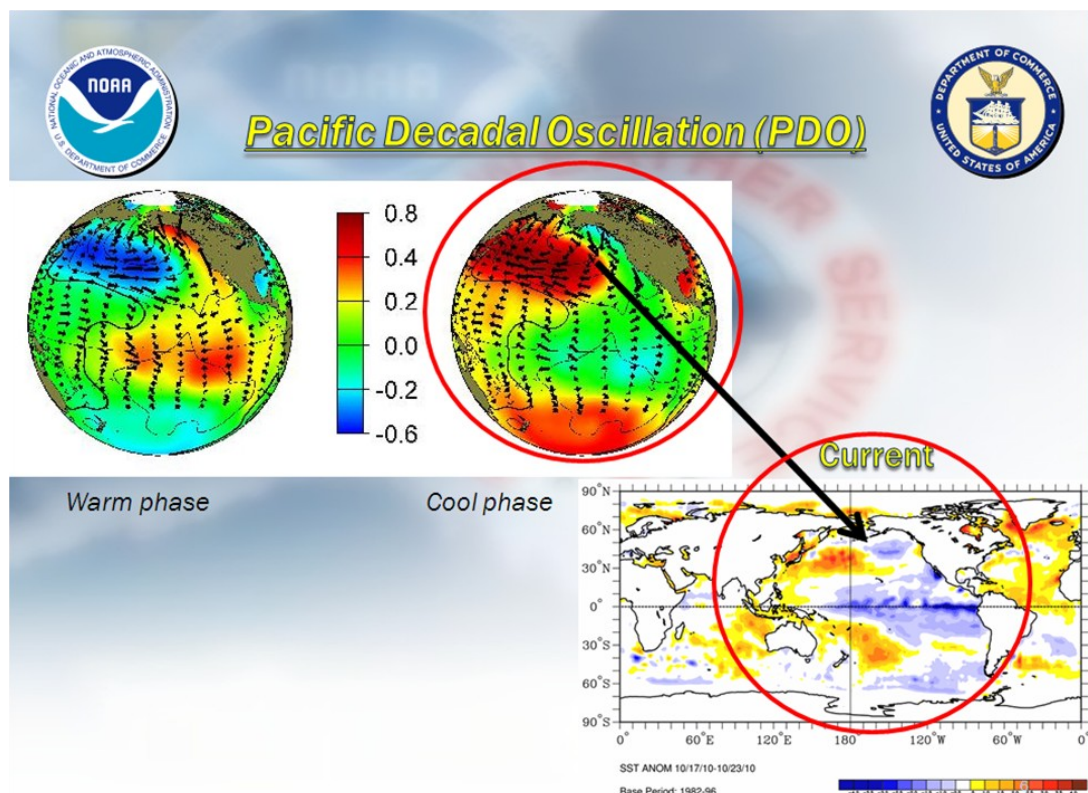 NATIONAL OCEANIC AND ATMOSPHERIC ADMINISTRATION
U.S. DEPARTMENT OF COMMERCE
NOAA
DEPARTMENT OF COMMERCE
UNITED STATES OF AMERICA
Pacific Decadal Oscillation (PDO)
0.8
0.6
0.4
0.2
0.0
-0.2
-0.6
Warm phase
Cool phase
Current
90°N
60°N
30°N
0°
30°S
60°S
90°S
0° 60°E 120°E 180° 120°W 60°W 0°
SST ANOM 10/17/10-10/23/10
Base Period: 1982-96